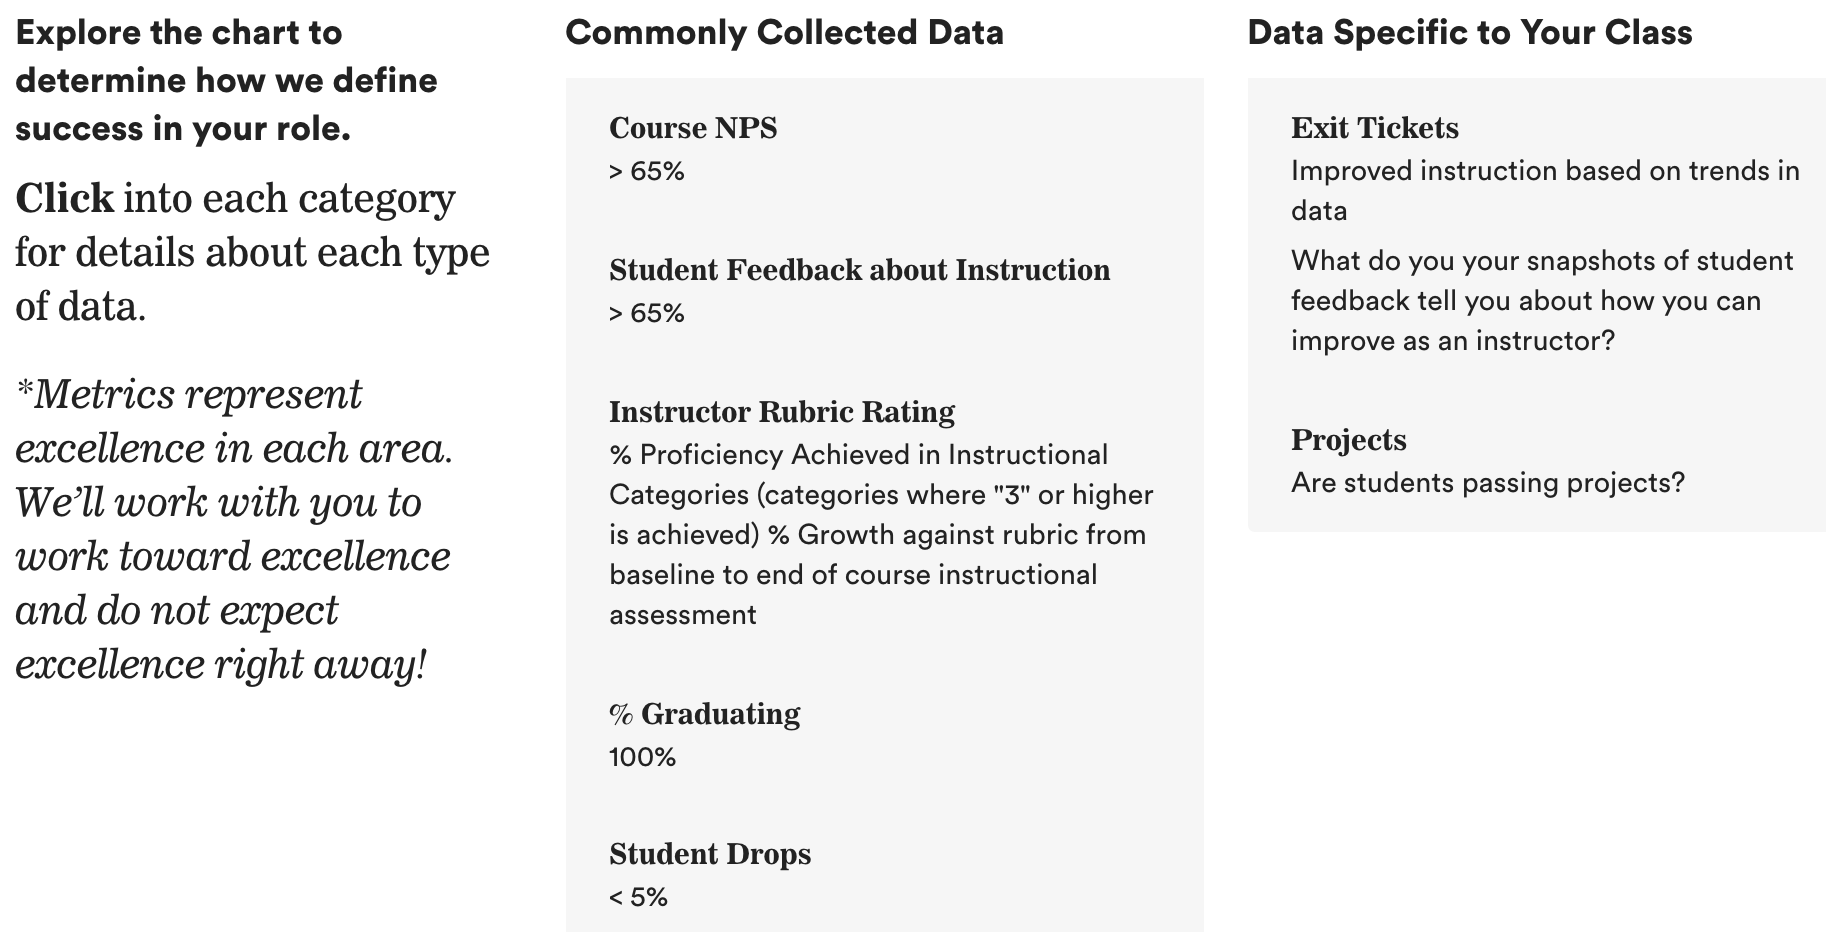 Explore the chart to
determine how we define
success in your role.
Click into each category
for details about each type
of data.
*Metrics represent
excellence in each area.
We’ll work with you to
work toward excellence
and do not expect
excellence right away!
Commonly Collected Data
Course NPS
> 65%
Student Feedback about Instruction
> 65%
Instructor Rubric Rating
% Proficiency Achieved in Instructional
Categories (categories where "3" or higher
is achieved) % Growth against rubric from
baseline to end of course instructional
assessment
% Graduating
100%
Student Drops
< 5%
Data Specific to Your Class
Exit Tickets
Improved instruction based on trends in
data
What do you your snapshots of student
feedback tell you about how you can
improve as an instructor?
Projects
Are students passing projects?